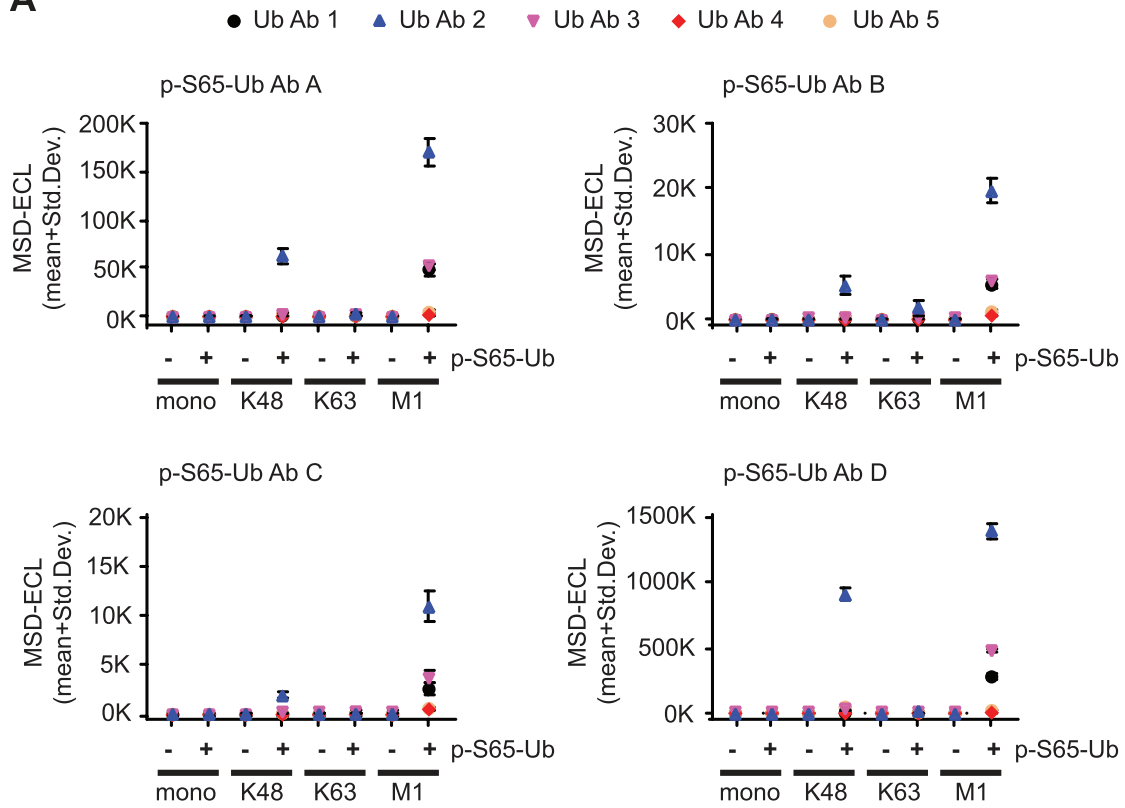 A
Ub Ab 1 Ub Ab 2 Ub Ab 3 Ub Ab 4 Ub Ab 5
p-S65-Ub Ab A
MSD-ECL
(mean+Std.Dev.)
200K
150K
100K
50K
0K
- + - + - + - + p-S65-Ub
mono K48 K63 M1
p-S65-Ub Ab B
MSD-ECL
(mean+Std.Dev.)
30K
20K
10K
0K
- + - + - + - + p-S65-Ub
mono K48 K63 M1
p-S65-Ub Ab C
MSD-ECL
(mean+Std.Dev.)
20K
15K
10K
5K
0K
- + - + - + - + p-S65-Ub
mono K48 K63 M1
p-S65-Ub Ab D
MSD-ECL
(mean+Std.Dev.)
1500K
1000K
500K
0K
- + - + - + - + p-S65-Ub
mono K48 K63 M1